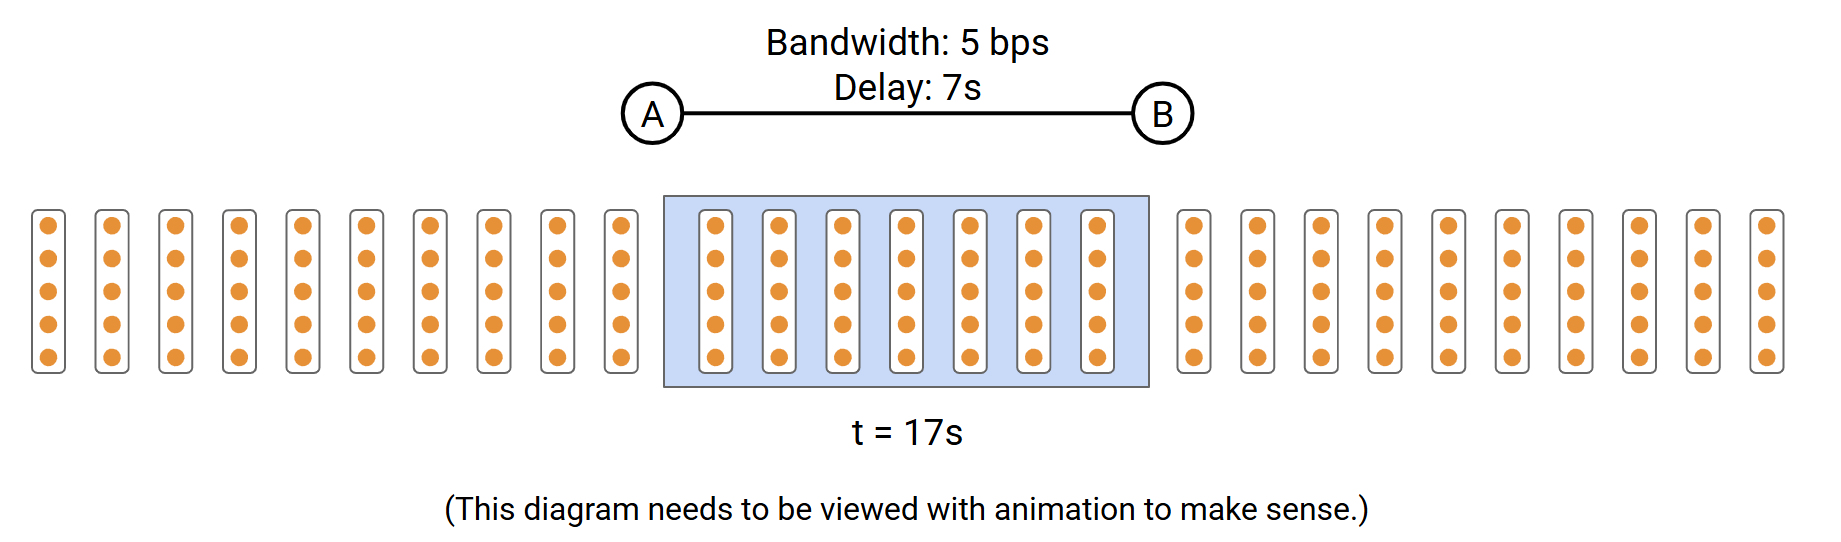 Bandwidth: 5 bps
Delay: 7s
A
B
t = 17s
(This diagram needs to be viewed with animation to make sense.)